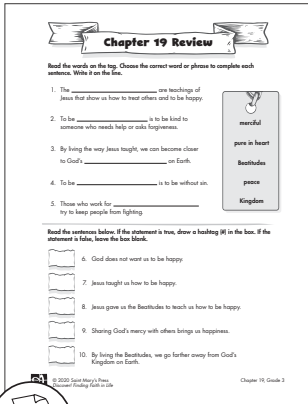 Chapter 19 Review
Read the words on the tag. Choose the correct word or phrase to complete each
sentence. Write it on the line.
1. The ____________ are teachings of
Jesus that show us how to treat others and to be happy.
2. To be ____________ is to be kind to
someone who needs help or asks forgiveness.
3. By living the way Jesus taught, we can become closer
to God's ____________ on Earth.
4. To be ____________ is to be without sin.
5. Those who work for ____________
try to keep people from fighting.
merciful
pure in heart
Beatitudes
peace
Kingdom
Read the sentences below. If the statement is true, draw a hashtag (#) in the box. If the
statement is false, leave the box blank.
6. God does not want us to be happy.
7. Jesus taught us how to be happy.
8. Jesus gave us the Beatitudes to teach us how to be happy.
9. Sharing God's mercy with others brings us happiness.
10. By living the Beatitudes, we go farther away from God's
Kingdom on Earth.
© 2020 Saint Mary's Press
Discover! Finding Faith in Life
Chapter 19, Grade 3